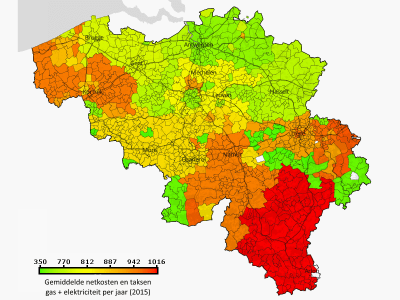 Brugge
Antwerpen
Gent
Mechelen
Leuven
Hasselt
Kortrijk
Luik
Mons
Charleroi
Namen
350 770 812 887 942 1016
Gemiddelde netkosten en taksen
gas + elektriciteit per jaar (2015)